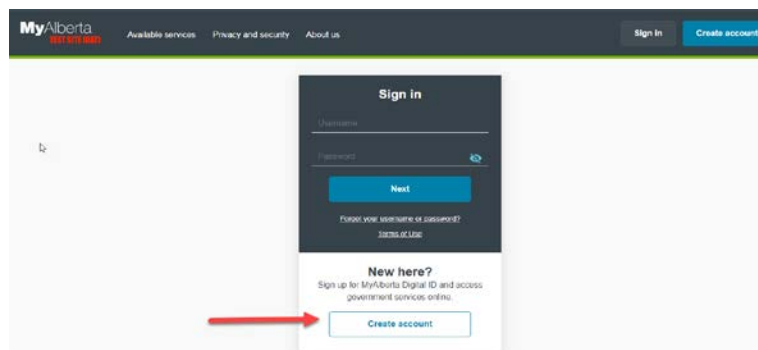 MyAlberta
TEST SITE ONLY
Available services Privacy and security About us Sign in Create account
Sign in
Username
Password
Next
Forgot your username or password?
Terms of Use
New here?
Sign up for MyAlberta Digital ID and access
government services online.
Create account